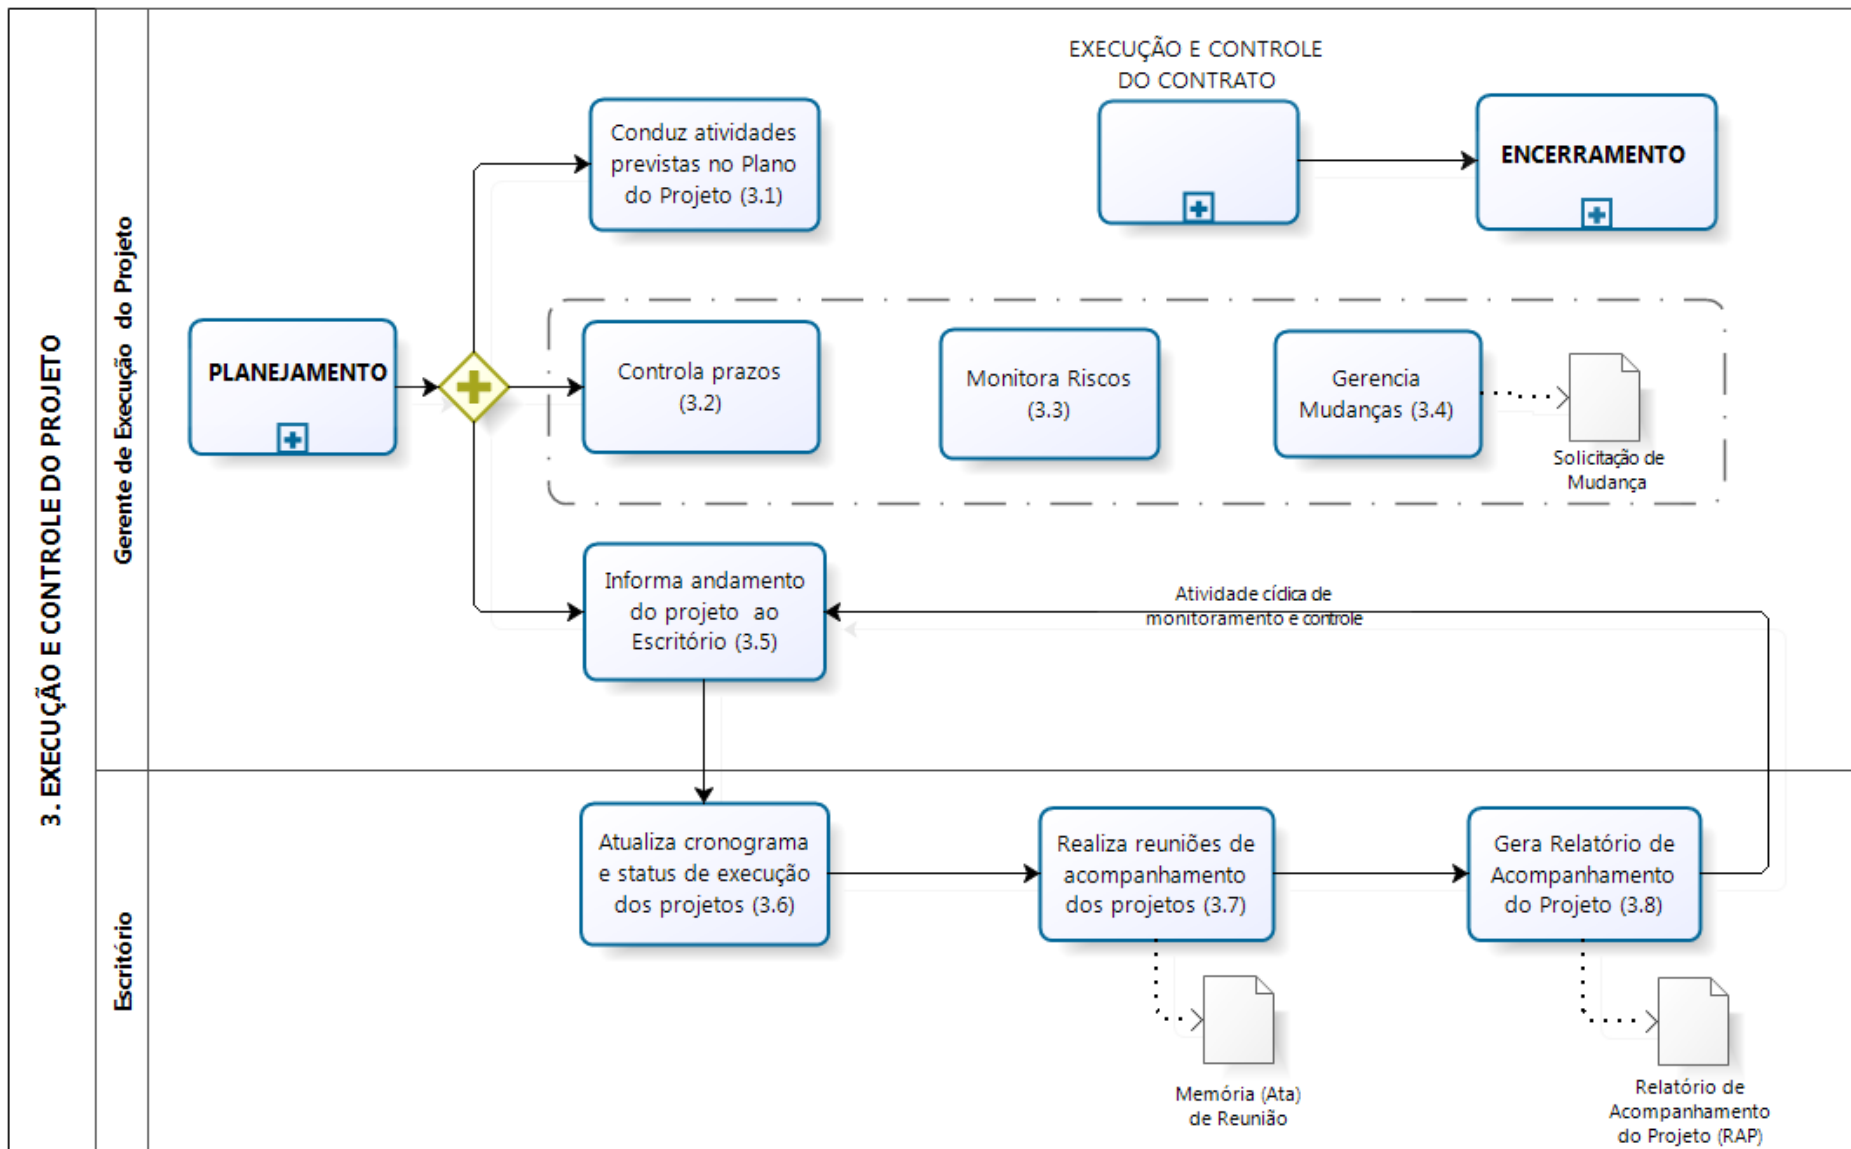 3. EXECUÇÃO E CONTROLE DO PROJETO
Gerente de Execução do Projeto
EXECUÇÃO E CONTROLE
DO CONTRATO
Conduz atividades
previstas no Plano
do Projeto (3.1)
ENCERRAMENTO
PLANEJAMENTO
Controla prazos
(3.2)
Monitora Riscos
(3.3)
Gerencia
Mudanças (3.4)
Solicitação de
Mudança
Informa andamento
do projeto ao
Escritório (3.5)
Atividade cídica de
monitoramento e controle
Escritório
Atualiza cronograma
e status de execução
dos projetos (3.6)
Realiza reuniões de
acompanhamento
dos projetos (3.7)
Gera Relatório de
Acompanhamento
do Projeto (3.8)
Memória (Ata)
de Reunião
Relatório de
Acompanhamento
do Projeto (RAP)